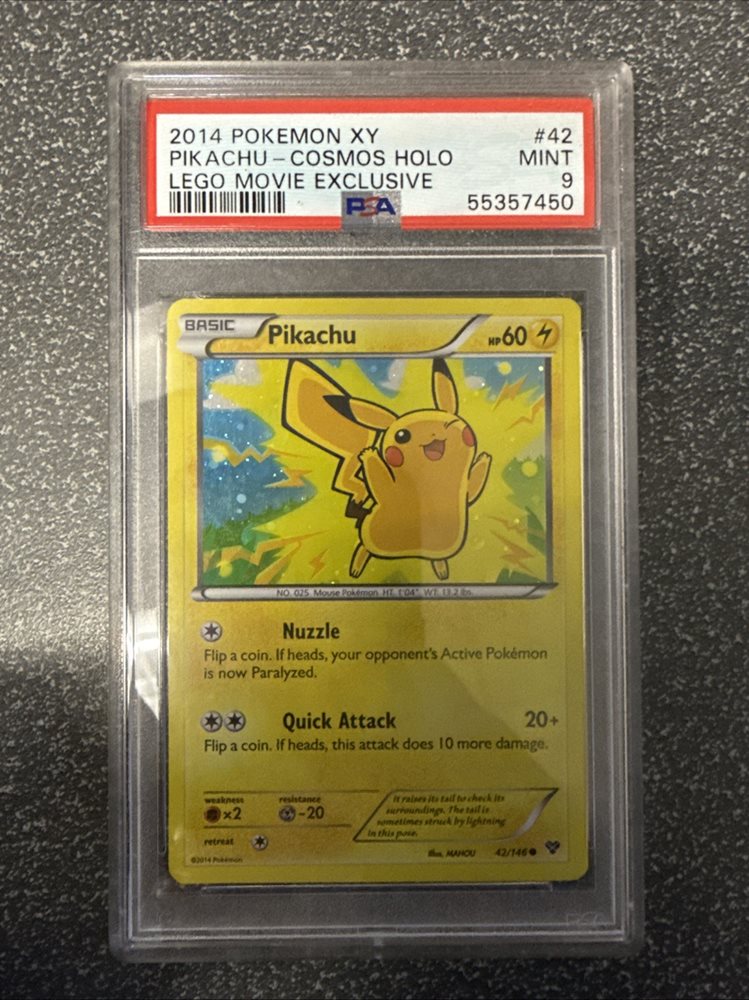 2014 POKEMON XY #42
PIKACHU - COSMOS HOLO MINT
LEGO MOVIE EXCLUSIVE 9
PSA 55357450
BASIC Pikachu HP60
NO. 025 Mouse Pokémon HT. 1'04" WT. 13.2 lbs.
Nuzzle
Flip a coin. If heads, your opponent's Active Pokémon
is now Paralyzed.
Quick Attack 20+
Flip a coin. If heads, this attack does 10 more damage.
weakness resistance
×2 -20
retreat
It raises its tail to check its
surroundings. The tail is
sometimes struck by lightning
in this pose.
©2014 Pokémon Illus. MAHOU 42/146